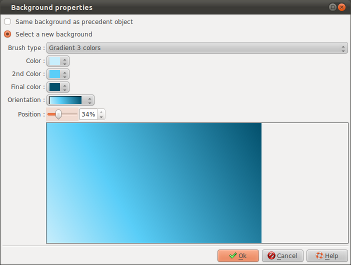 Background properties
Same background as precedent object
Select a new background
Brush type : Gradient 3 colors
Color :
2nd Color :
Final color :
Orientation :
Position : 34%
Ok Cancel Help